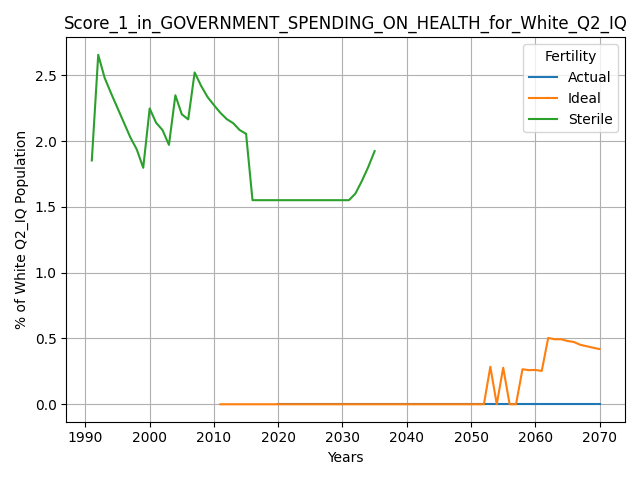 Score_1_in_GOVERNMENT_SPENDING_ON_HEALTH_for_White_Q2_IQ
Fertility
Actual
Ideal
Sterile
% of White Q2_IQ Population
2.5
2.0
1.5
1.0
0.5
0.0
1990 2000 2010 2020 2030 2040 2050 2060 2070
Years